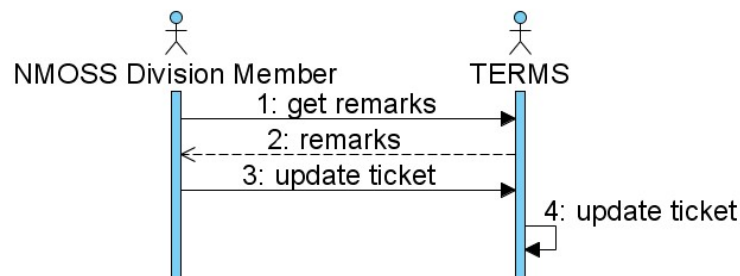 NMOSS Division Member
TERMS
1: get remarks
2: remarks
3: update ticket
4: update ticket